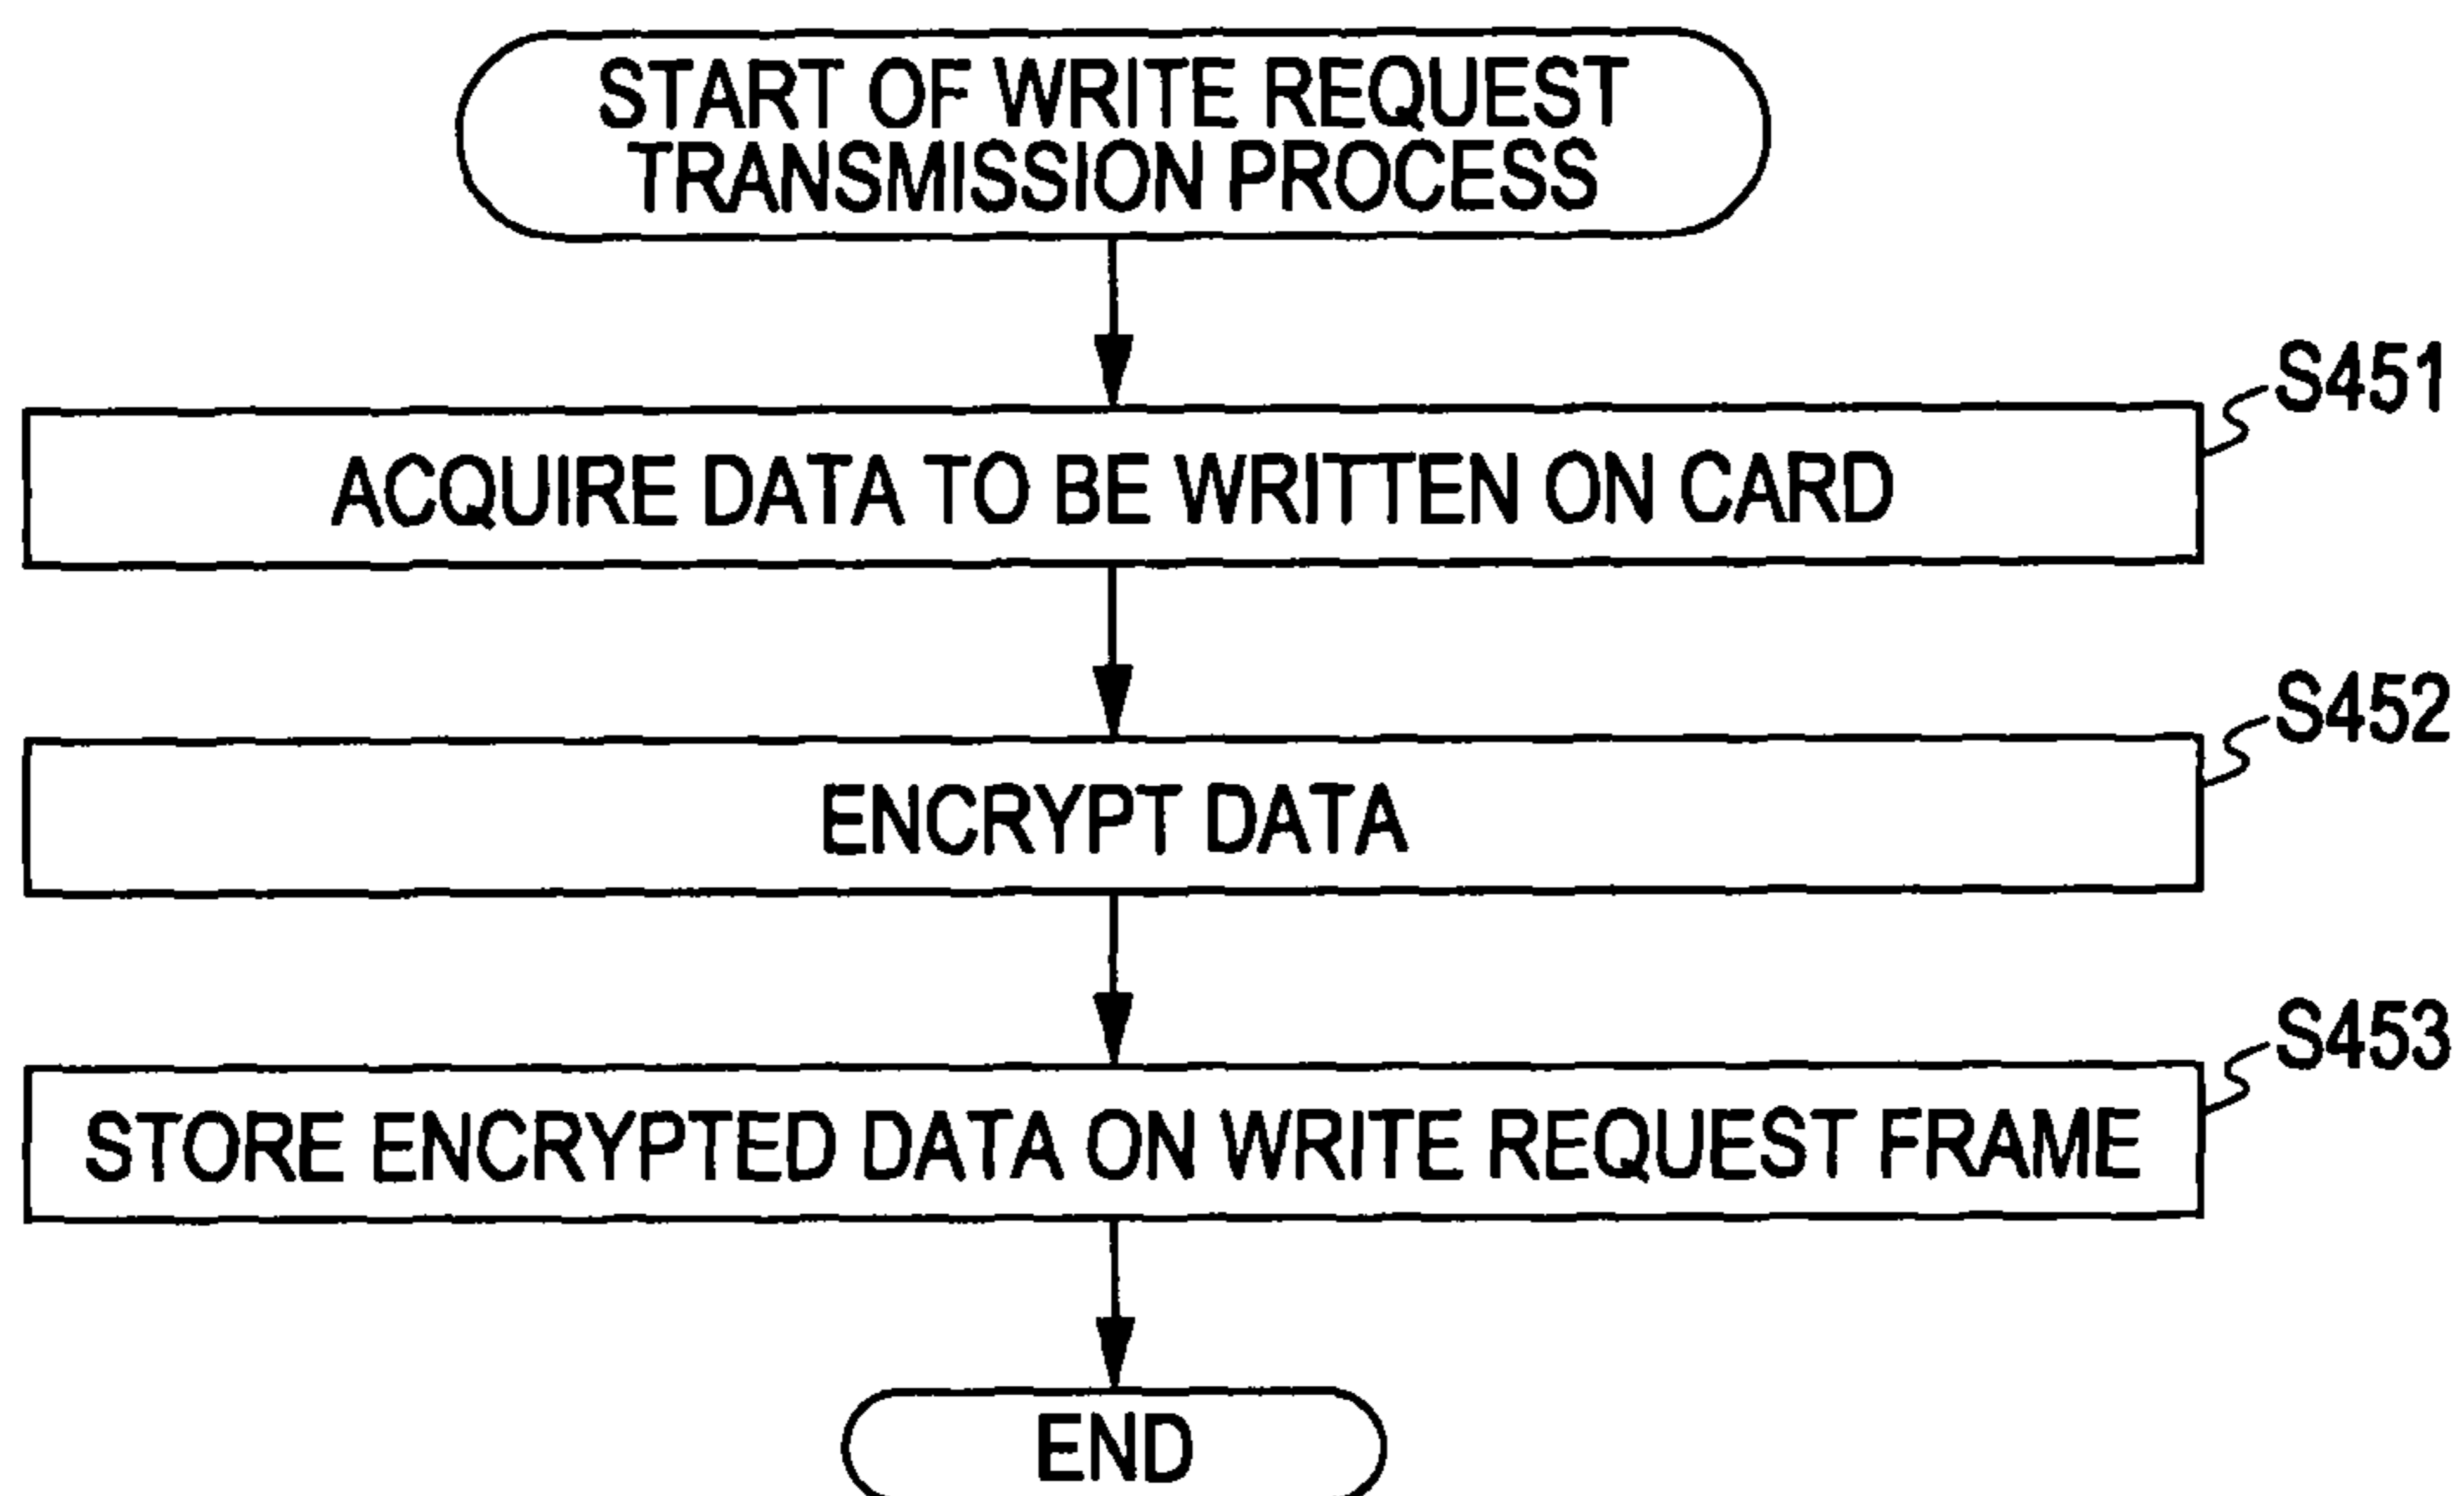 START OF WRITE REQUEST
TRANSMISSION PROCESS
S451
ACQUIRE DATA TO BE WRITTEN ON CARD
S452
ENCRYPT DATA
S453
STORE ENCRYPTED DATA ON WRITE REQUEST FRAME
END